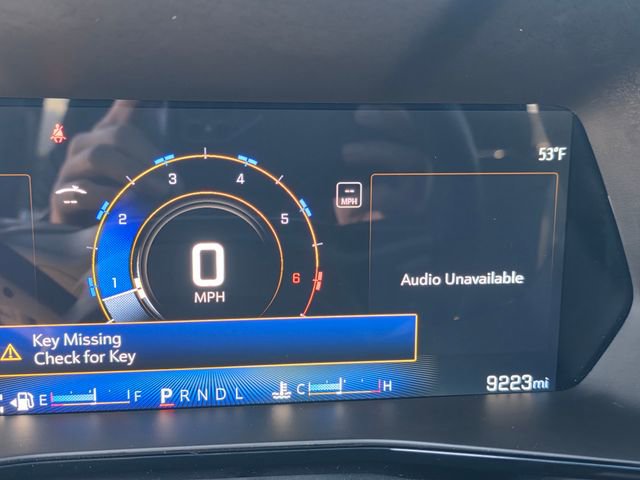 53°F
3 4
2 5
1 6
-- --
MPH
0
MPH
Audio Unavailable
Key Missing
Check for Key
E F P R N D L C H
9223mi